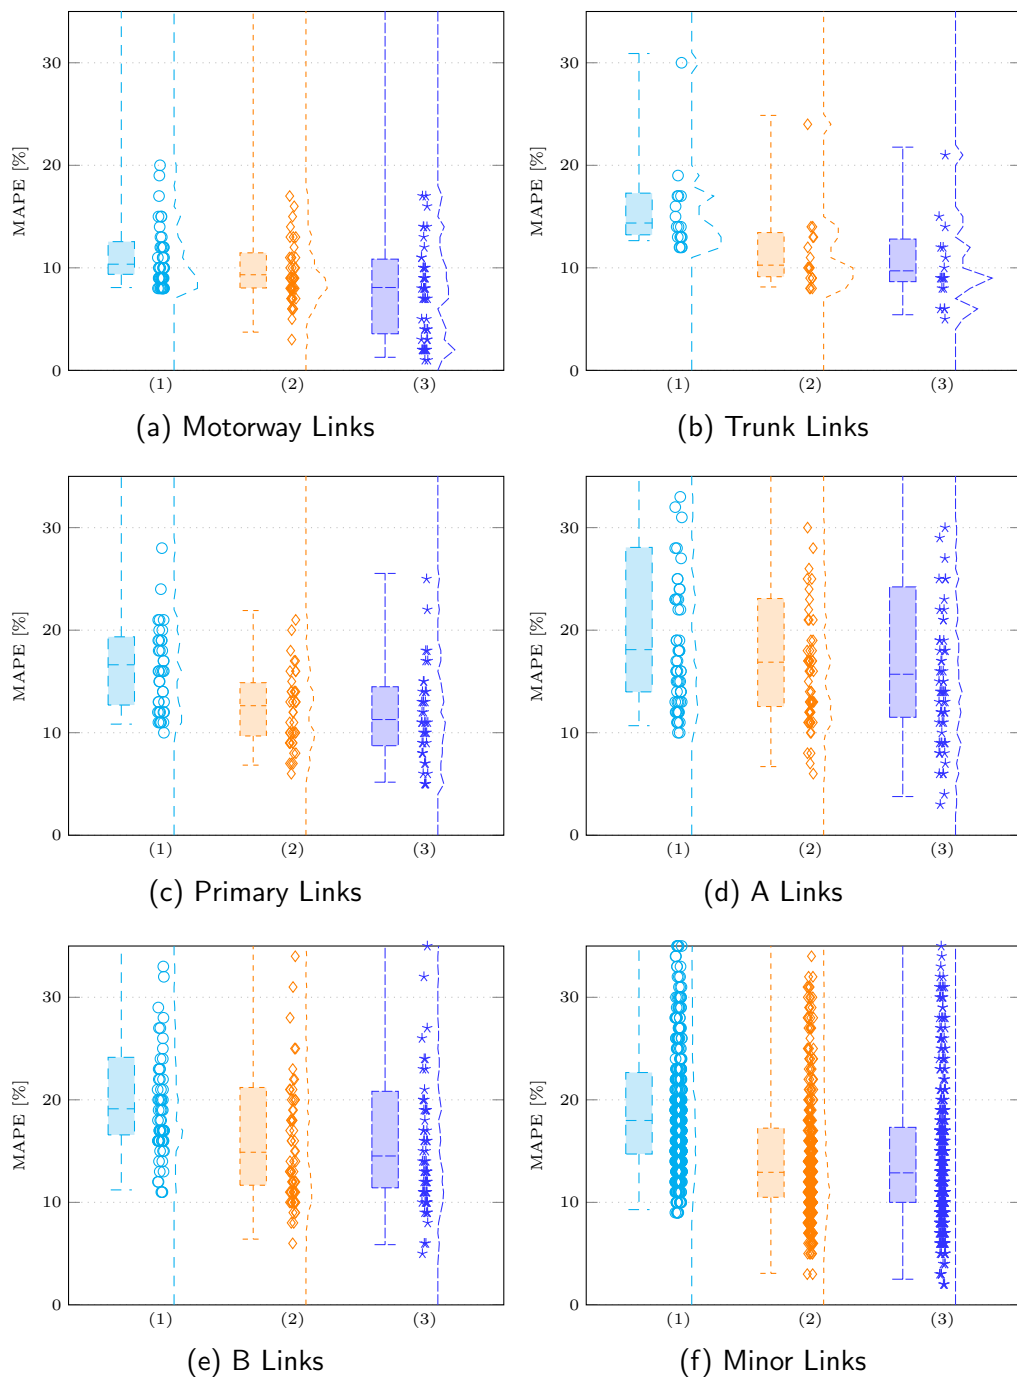 30
20
10
0
MAPE [%]
(1) (2) (3)
(a) Motorway Links
30
20
10
0
MAPE [%]
(1) (2) (3)
(b) Trunk Links
30
20
10
0
MAPE [%]
(1) (2) (3)
(c) Primary Links
30
20
10
0
MAPE [%]
(1) (2) (3)
(d) A Links
30
20
10
0
MAPE [%]
(1) (2) (3)
(e) B Links
30
20
10
0
MAPE [%]
(1) (2) (3)
(f) Minor Links